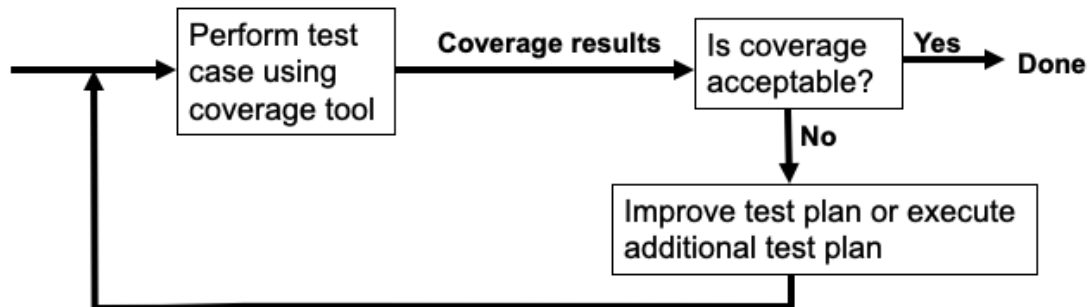 Perform test
case using
coverage tool
Coverage results
Is coverage
acceptable?
Yes
Done
No
Improve test plan or execute
additional test plan